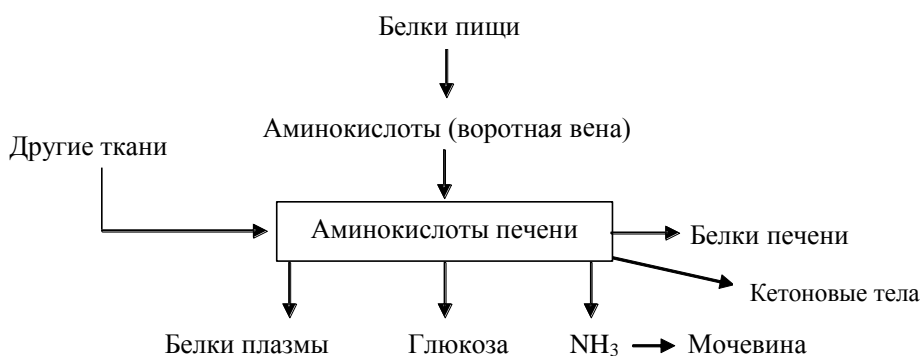 Белки пищи
Аминокислоты (воротная вена)
Другие ткани
Аминокислоты печени
Белки печени
Кетоновые тела
Белки плазмы
Глюкоза
NH3
Мочевина